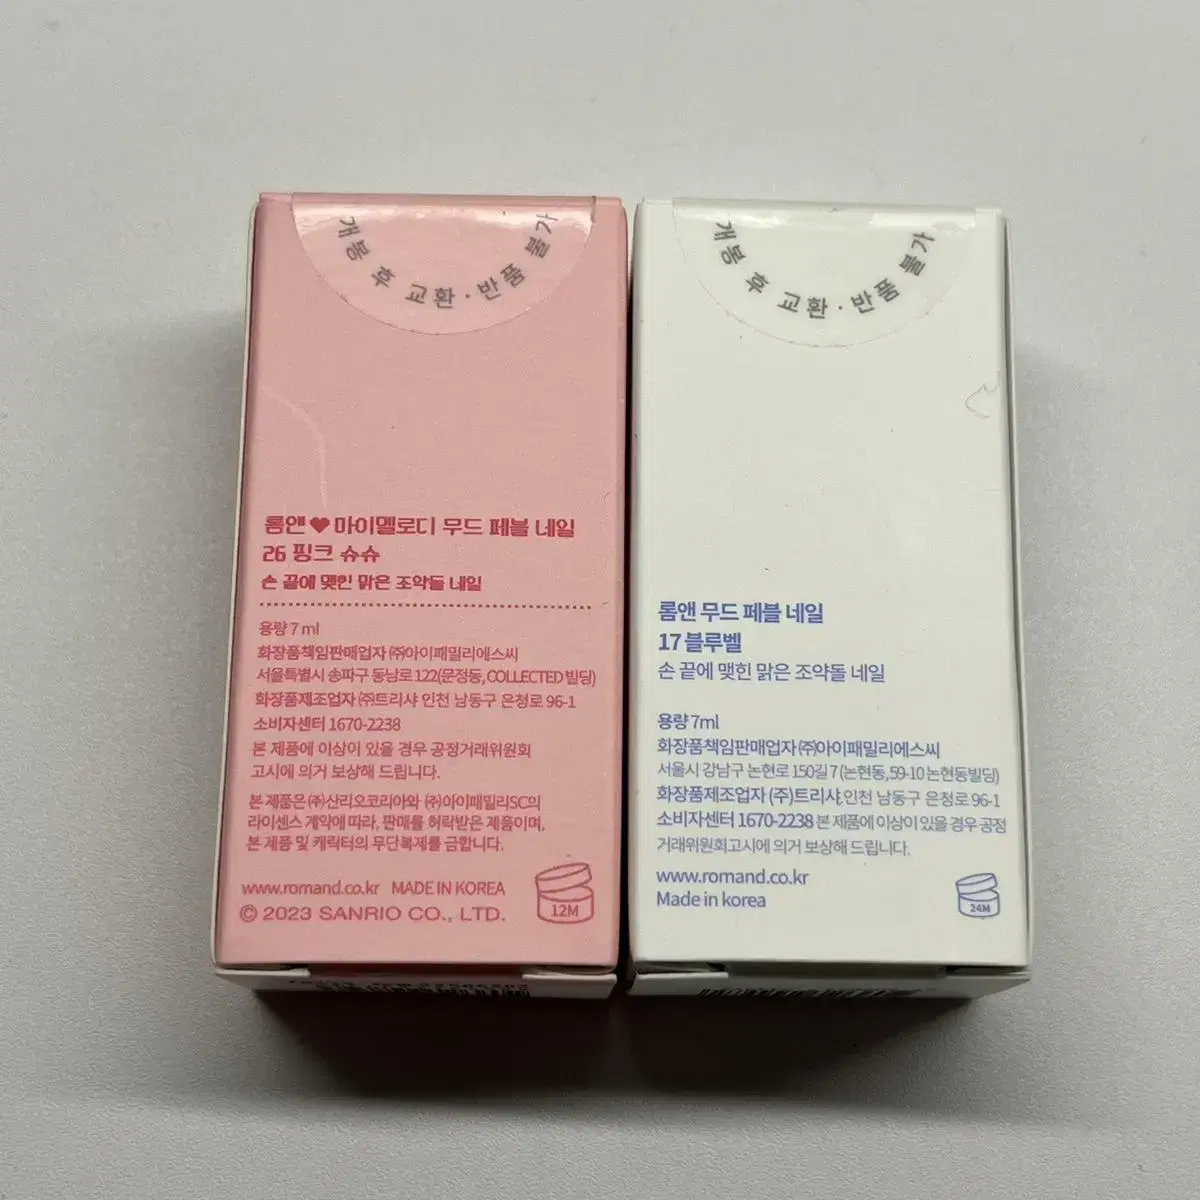 개봉 후 교환·반품 불가
롬앤♥마이멜로디 무드 페블 네일
26 핑크 슈슈
손 끝에 맺힌 맑은 조약돌 네일
용량 7 ml
화장품책임판매업자 ㈜아이패밀리에스씨
서울특별시 송파구 동남로 122(문정동, COLLECTED 빌딩)
화장품제조업자 ㈜트리샤 인천 남동구 은청로 96-1
소비자센터 1670-2238
본 제품에 이상이 있을 경우 공정거래위원회
고시에 의거 보상해 드립니다.
본 제품은 ㈜산리오코리아와 ㈜아이패밀리SC의
라이센스 계약에 따라, 판매를 허락받은 제품이며,
본 제품 및 캐릭터의 무단복제를 금합니다.
www.romand.co.kr MADE IN KOREA
© 2023 SANRIO CO., LTD.
12M
개봉 후 교환·반품 불가
롬앤 무드 페블 네일
17 블루벨
손 끝에 맺힌 맑은 조약돌 네일
용량 7ml
화장품책임판매업자 ㈜아이패밀리에스씨
서울시 강남구 논현로 150길 7 (논현동, 59-10 논현동빌딩)
화장품제조업자 (주)트리샤, 인천 남동구 은청로 96-1
소비자센터 1670-2238 본 제품에 이상이 있을 경우 공정
거래위원회고시에 의거 보상해 드립니다.
www.romand.co.kr
Made in korea
24M